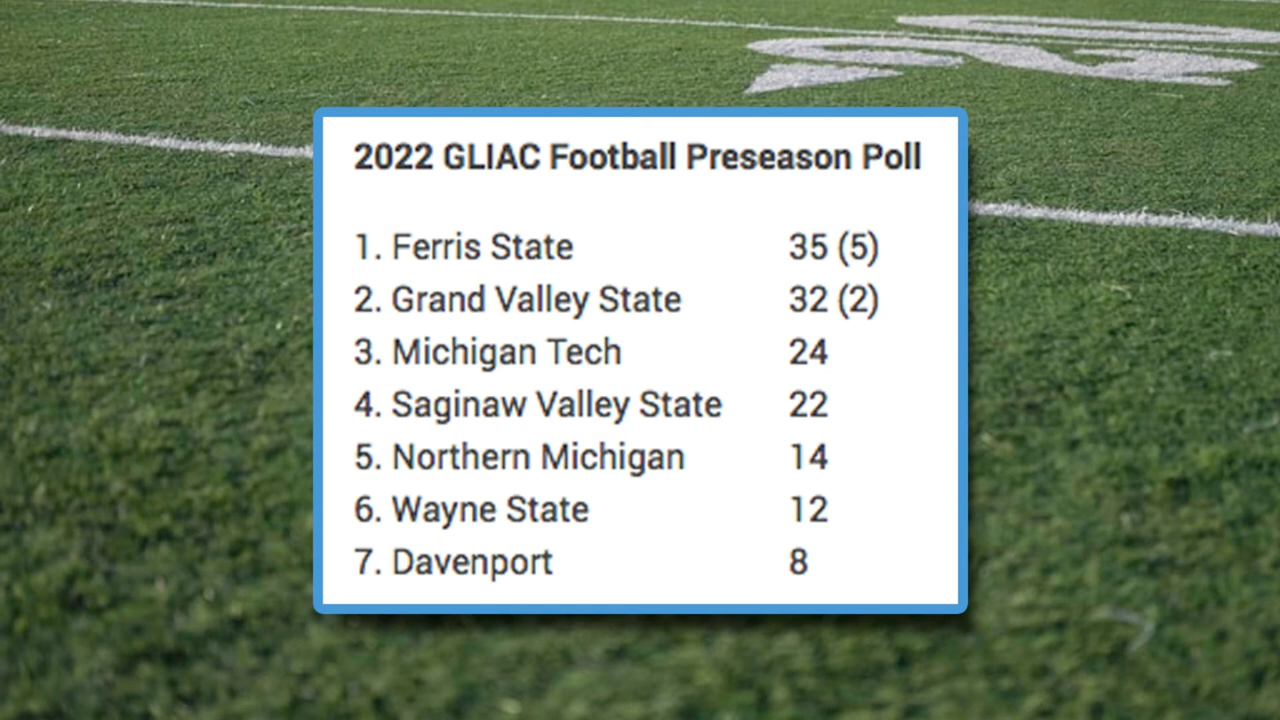 2022 GLIAC Football Preseason Poll
1. Ferris State 35 (5)
2. Grand Valley State 32 (2)
3. Michigan Tech 24
4. Saginaw Valley State 22
5. Northern Michigan 14
6. Wayne State 12
7. Davenport 8